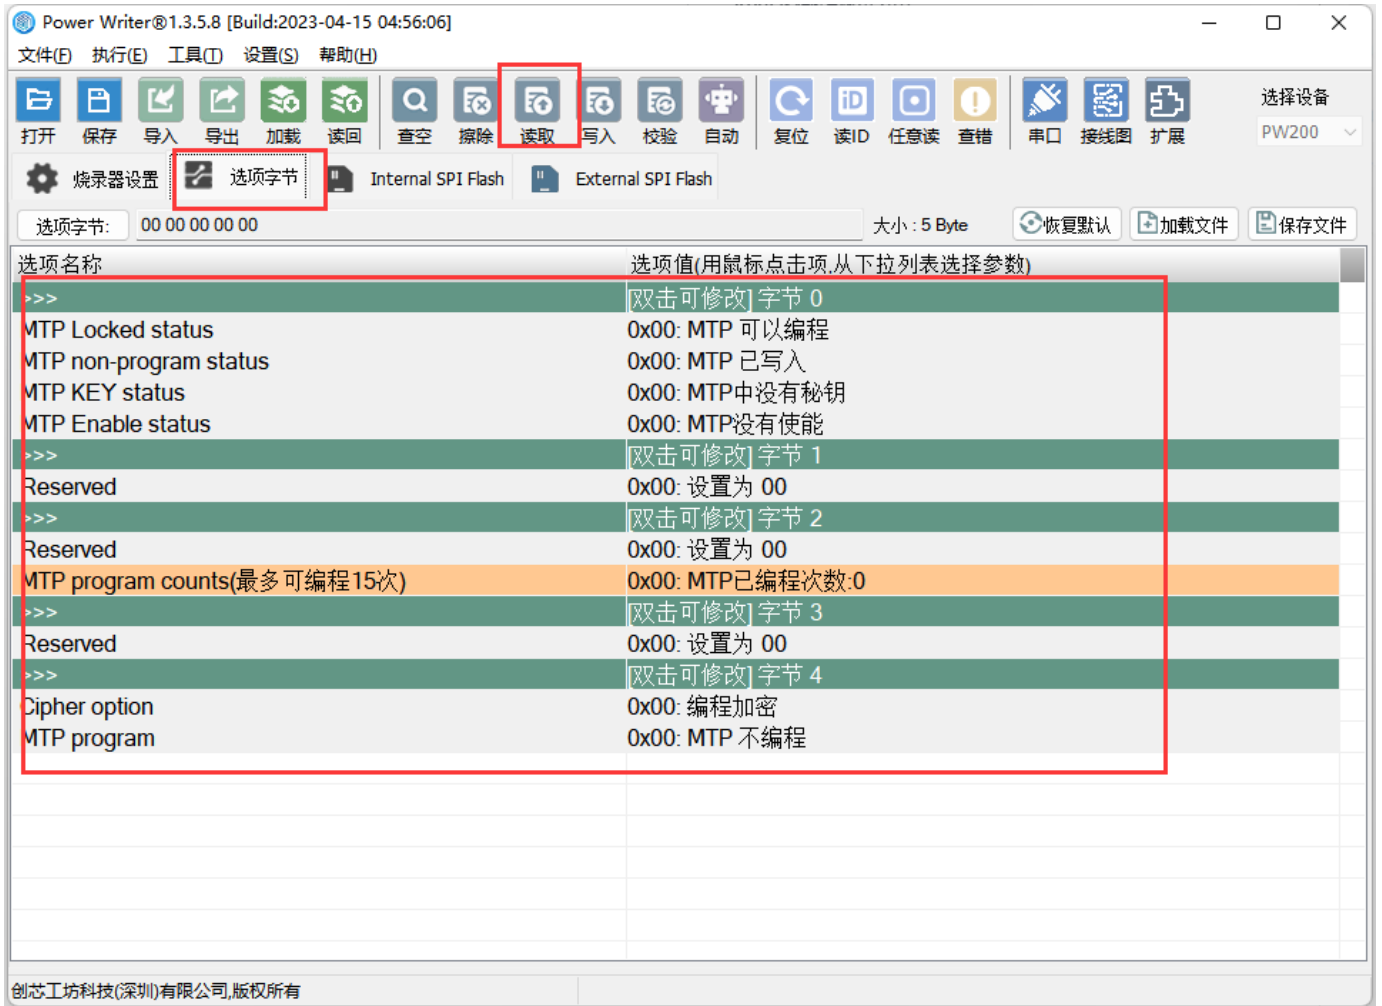 Power Writer®1.3.5.8 [Build:2023-04-15 04:56:06]
文件(F) 执行(E) 工具(T) 设置(S) 帮助(H)
打开 保存 导入 导出 加载 读回 查空 擦除 读取 写入 校验 自动 复位 读ID 任意读 查错 串口 接线图 扩展
选择设备
PW200
烧录器设置 选项字节 Internal SPI Flash External SPI Flash
选项字节: 00 00 00 00 00 大小 : 5 Byte 恢复默认 加载文件 保存文件
选项名称 选项值(用鼠标点击项,从下拉列表选择参数)
>>> [双击可修改] 字节 0
MTP Locked status 0x00: MTP 可以编程
MTP non-program status 0x00: MTP 已写入
MTP KEY status 0x00: MTP中没有秘钥
MTP Enable status 0x00: MTP没有使能
>>> [双击可修改] 字节 1
Reserved 0x00: 设置为 00
>>> [双击可修改] 字节 2
Reserved 0x00: 设置为 00
MTP program counts(最多可编程15次) 0x00: MTP已编程次数:0
>>> [双击可修改] 字节 3
Reserved 0x00: 设置为 00
>>> [双击可修改] 字节 4
Cipher option 0x00: 编程加密
MTP program 0x00: MTP 不编程
创芯工坊科技(深圳)有限公司,版权所有